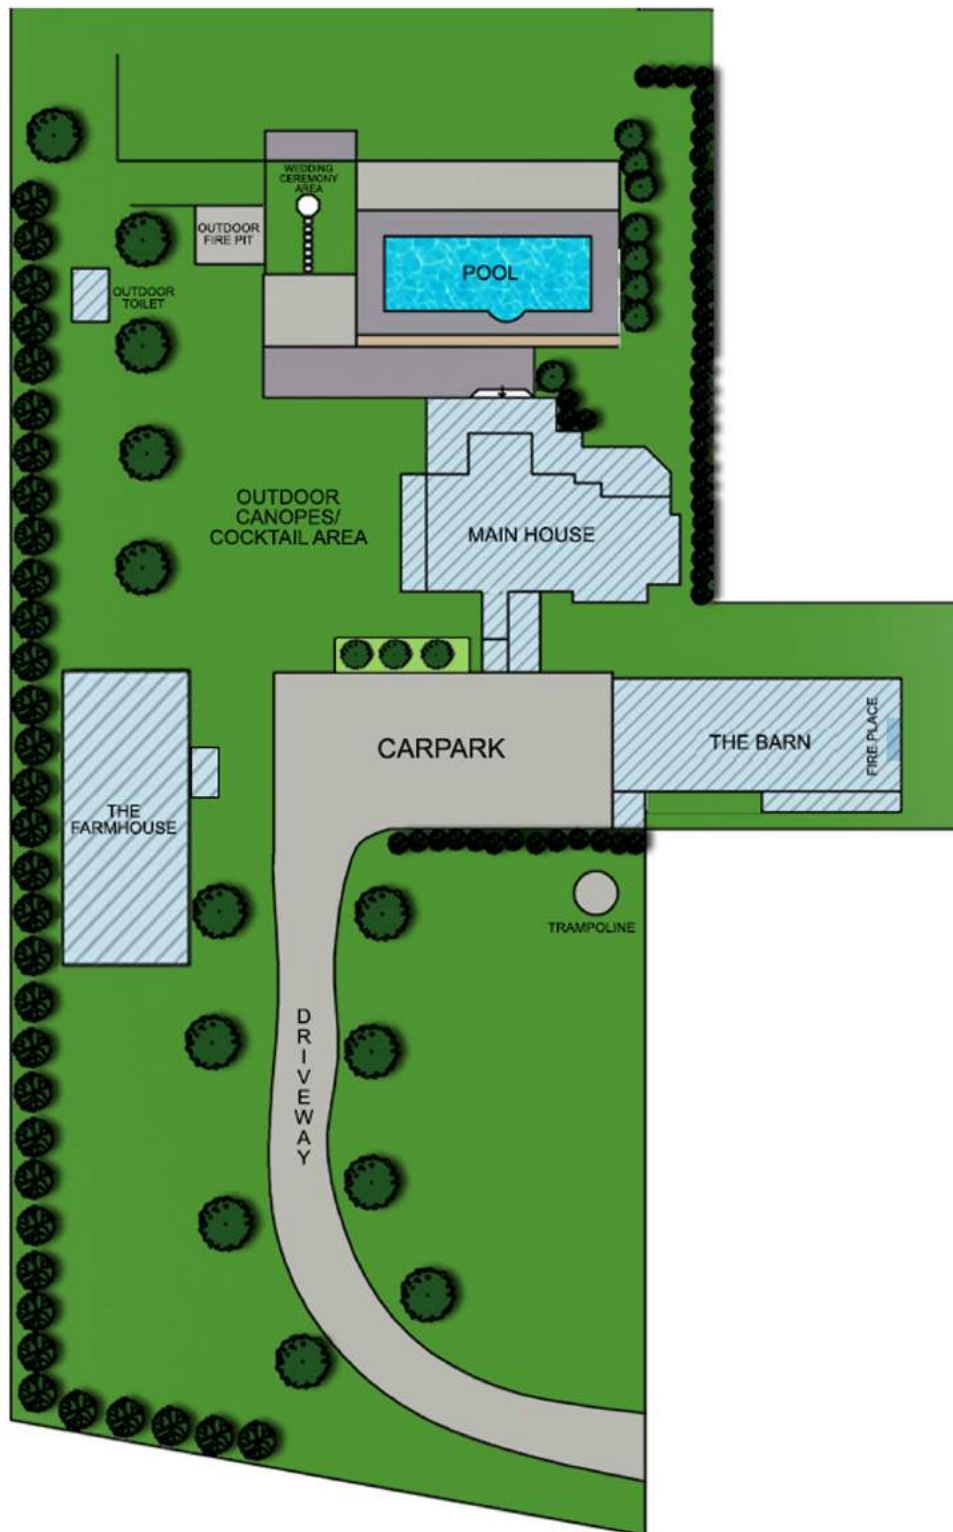 WEDDING
CEREMONY
AREA
OUTDOOR
FIRE PIT
POOL
OUTDOOR
TOILET
OUTDOOR
CANOPES/
COCKTAIL AREA
MAIN HOUSE
CARPARK
THE BARN
FIRE PLACE
THE
FARMHOUSE
TRAMPOLINE
DRIVEWAY